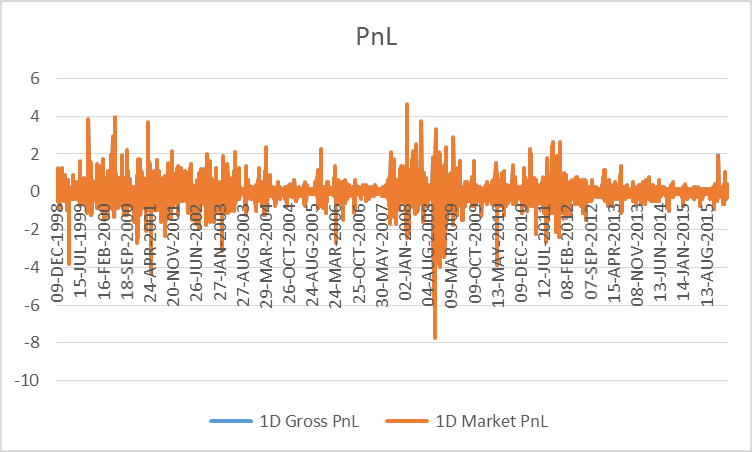 PnL
6
4
2
0
-2
-4
-6
-8
-10
09-DEC-1998
15-JUL-1999
16-FEB-2000
18-SEP-2000
24-APR-2001
20-NOV-2001
26-JUN-2002
27-JAN-2003
27-AUG-2003
29-MAR-2004
26-OCT-2004
24-AUG-2005
24-MAR-2006
25-OCT-2006
30-MAY-2007
02-JAN-2008
04-AUG-2008
09-MAR-2009
09-OCT-2009
13-MAY-2010
09-DEC-2010
12-JUL-2011
08-FEB-2012
07-SEP-2012
15-APR-2013
08-NOV-2013
13-JUN-2014
14-JAN-2015
13-AUG-2015
1D Gross PnL
1D Market PnL